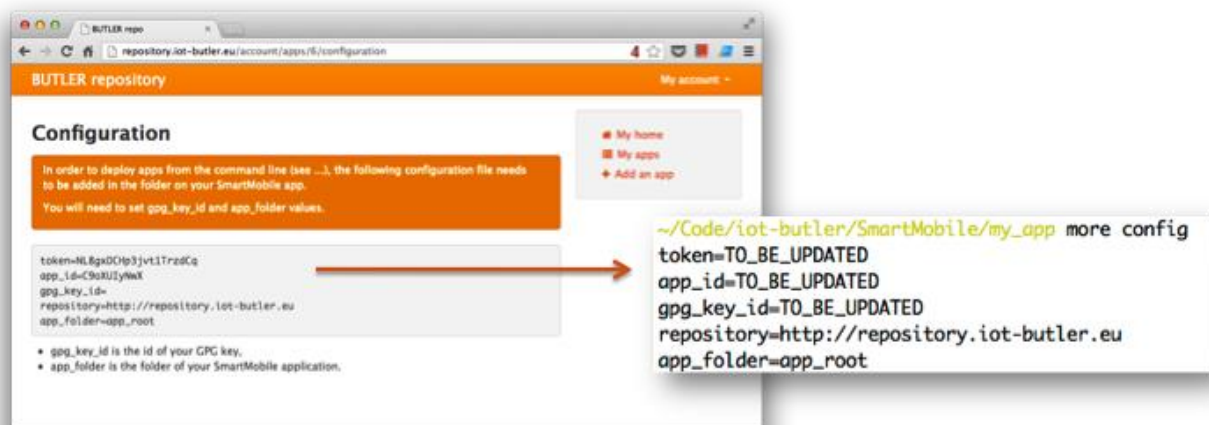 BUTLER repo
repository.iot-butler.eu/account/apps/6/configuration
4
BUTLER repository
My account
Configuration
My home
My apps
Add an app
In order to deploy apps from the command line (see ...), the following configuration file needs
to be added in the folder on your SmartMobile app.
You will need to set gpg_key_id and app_folder values.
app_id=C9oXUIyNwX
gpg_key_id=
repository=http://repository.iot-butler.eu
app_folder=app_root
• gpg_key_id is the id of your GPG key,
• app_folder is the folder of your SmartMobile application.
~/Code/iot-butler/SmartMobile/my_app more config
token=TO_BE_UPDATED
app_id=TO_BE_UPDATED
gpg_key_id=TO_BE_UPDATED
repository=http://repository.iot-butler.eu
app_folder=app_root